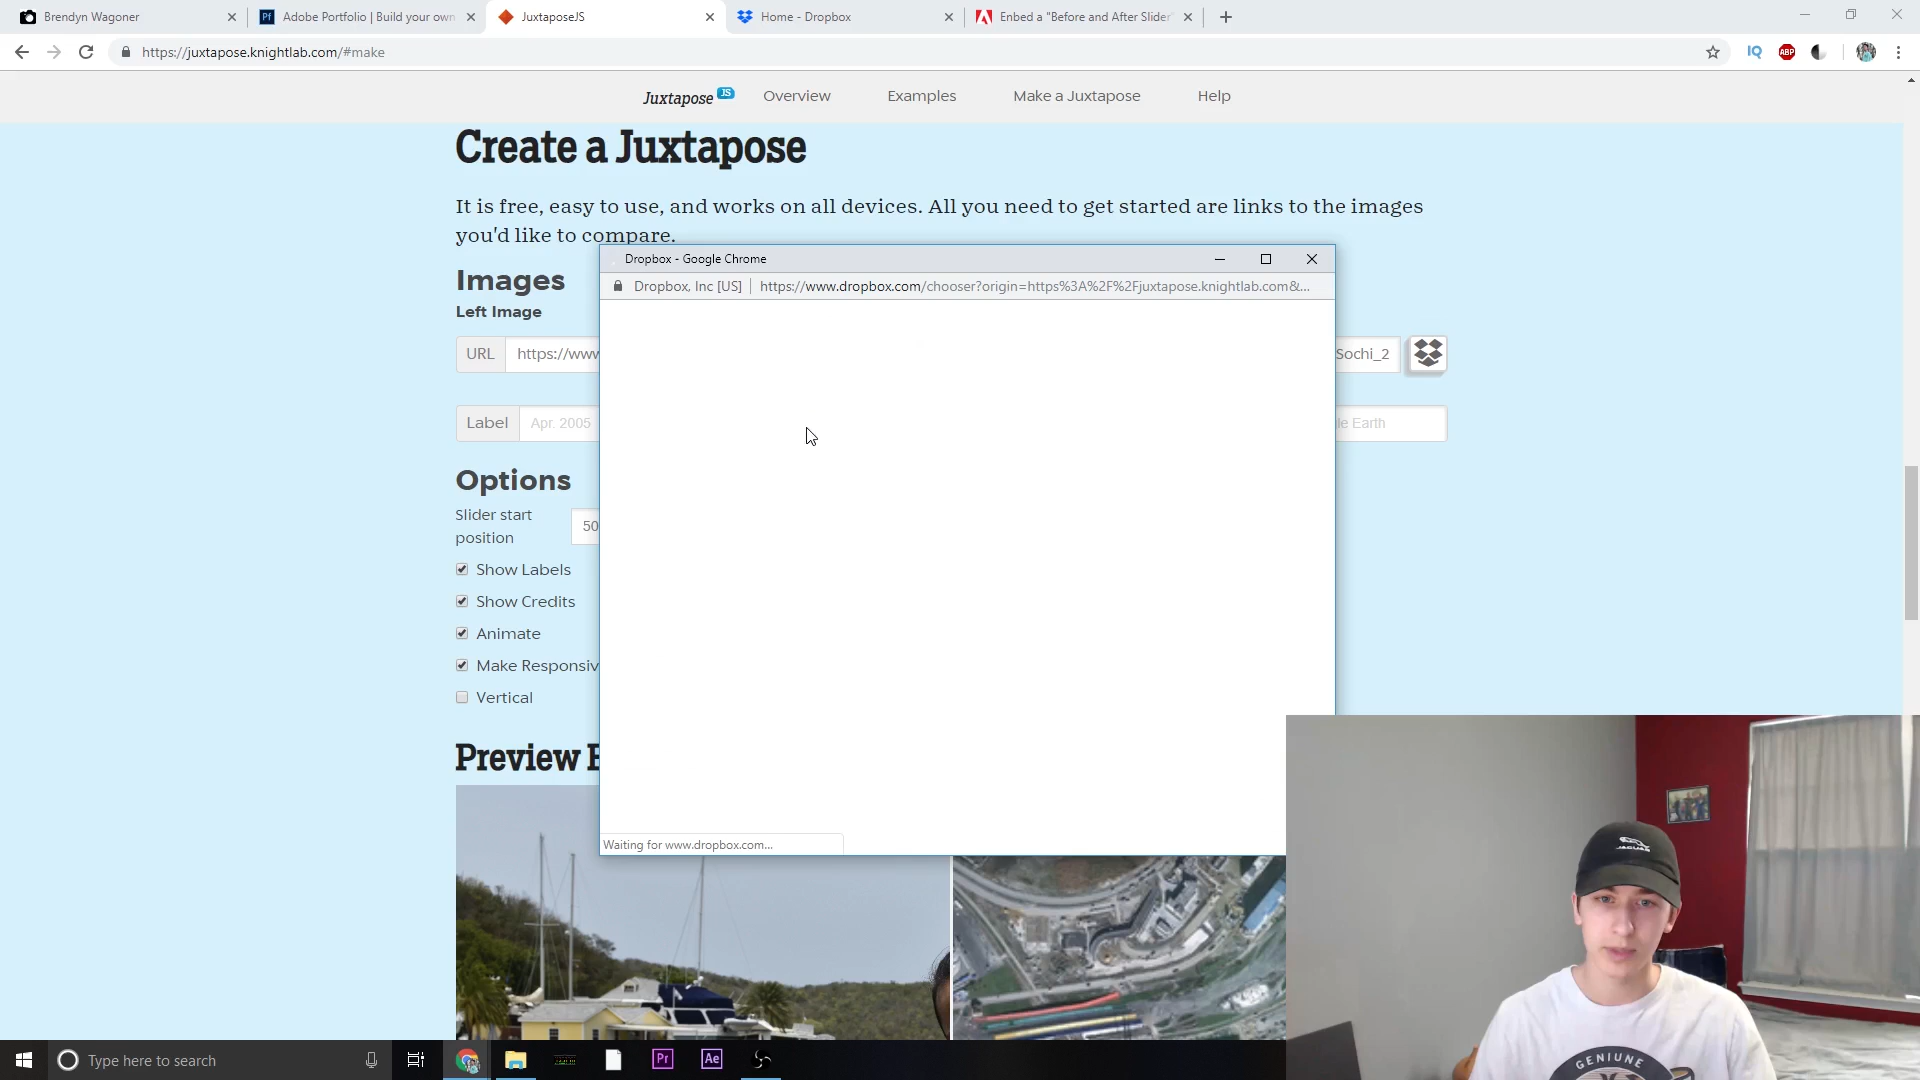 Brendyn Wagoner
Adobe Portfolio | Build your own
JuxtaposeJS
Home - Dropbox
Enbed a "Before and After Slider"
https://juxtapose.knightlab.com/#make
IQ
ABP
Juxtapose JS
Overview
Examples
Make a Juxtapose
Help
Create a Juxtapose
It is free, easy to use, and works on all devices. All you need to get started are links to the images
you'd like to compare.
Dropbox - Google Chrome
Dropbox, Inc [US]
https://www.dropbox.com/chooser?origin=https%3A%2F%2Fjuxtapose.knightlab.com&...
Images
Left Image
URL
https://www
Sochi_2
Label
Apr. 2005
le Earth
Options
Slider start
position
50
Show Labels
Show Credits
Animate
Make Responsiv
Vertical
Preview
Waiting for www.dropbox.com...
JAGUAR
GENIUNE
Type here to search
Pr
Ae